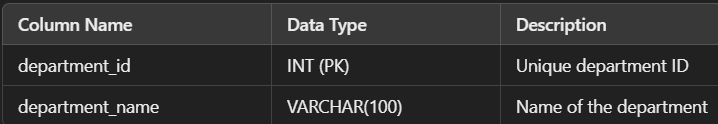 Column Name Data Type Description
department_id INT (PK) Unique department ID
department_name VARCHAR(100) Name of the department